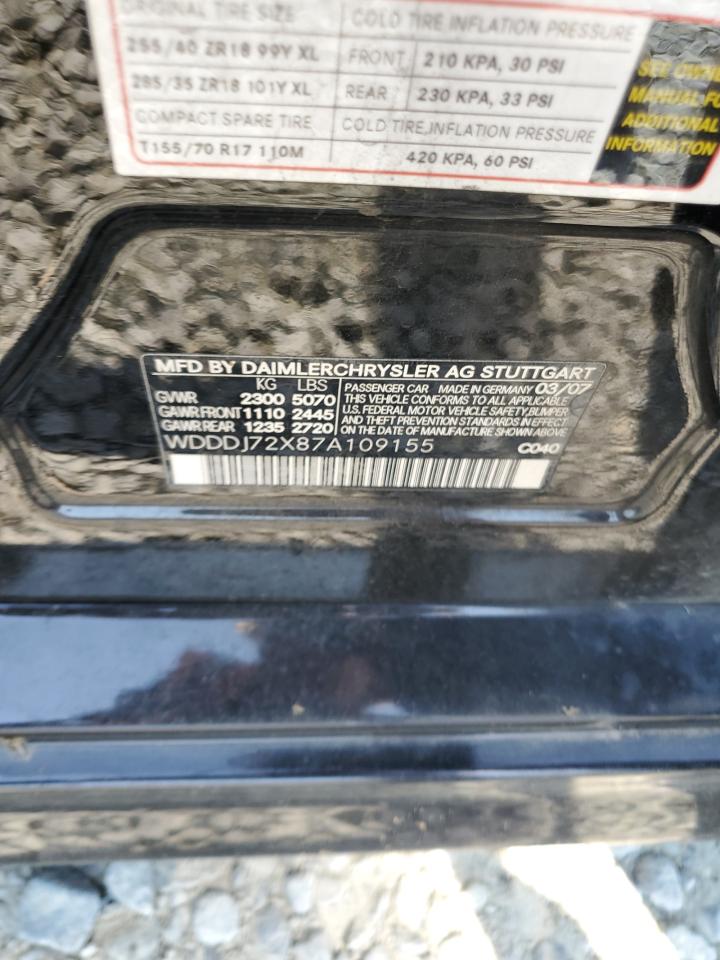 ORIGINAL TIRE SIZE COLD TIRE INFLATION PRESSURE
255/40 ZR18 99Y XL FRONT 210 KPA, 30 PSI
285/35 ZR18 101Y XL REAR 230 KPA, 33 PSI
COMPACT SPARE TIRE COLD TIRE INFLATION PRESSURE
T155/70 R17 110M 420 KPA, 60 PSI
SEE OWNE
MANUAL FO
ADDITIONAL
INFORMATION
MFD BY DAIMLERCHRYSLER AG STUTTGART
KG LBS
GVWR 2300 5070
GAWR FRONT 1110 2445
GAWR REAR 1235 2720
PASSENGER CAR MADE IN GERMANY 03/07
THIS VEHICLE CONFORMS TO ALL APPLICABLE
U.S. FEDERAL MOTOR VEHICLE SAFETY, BUMPER
AND THEFT PREVENTION STANDARDS IN EFFECT
ON THE DATE OF MANUFACTURE SHOWN ABOVE
WDDDJ72X87A109155 C040